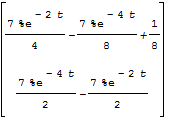 7 %e^(- 2 t)/4 - 7 %e^(- 4 t)/8 + 1/8
7 %e^(- 4 t)/2 - 7 %e^(- 2 t)/2